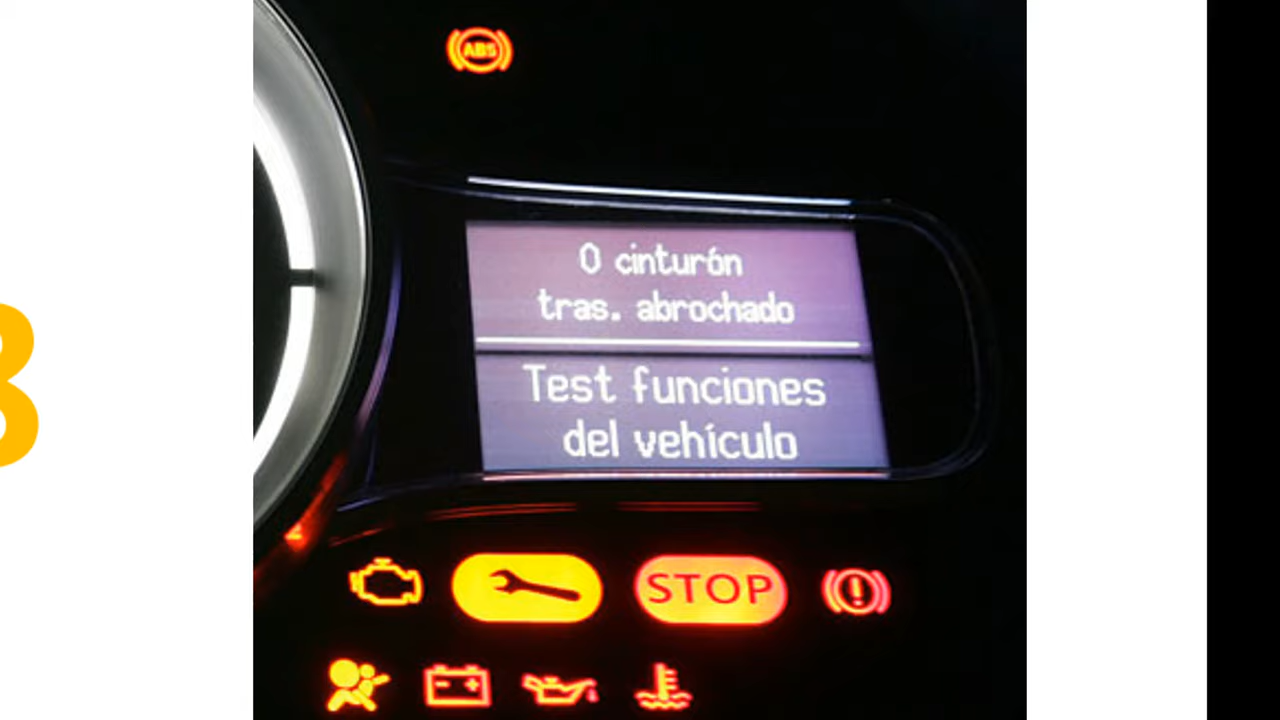 ABS
0 cinturón
tras. abrochado
Test funciones
del vehículo
STOP